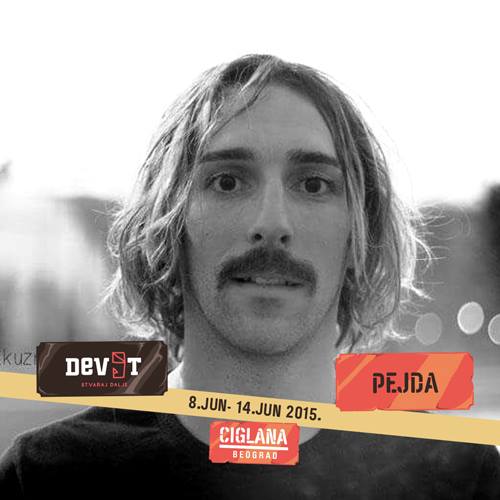 DEV9T
STVARAJ DALJE
PEJDA
8.JUN- 14.JUN 2015.
CIGLANA
BEOGRAD